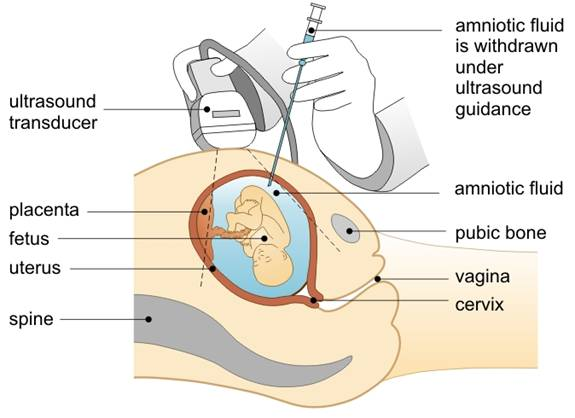 ultrasound
transducer
placenta
fetus
uterus
spine
amniotic fluid
is withdrawn
under
ultrasound
guidance
amniotic fluid
pubic bone
vagina
cervix